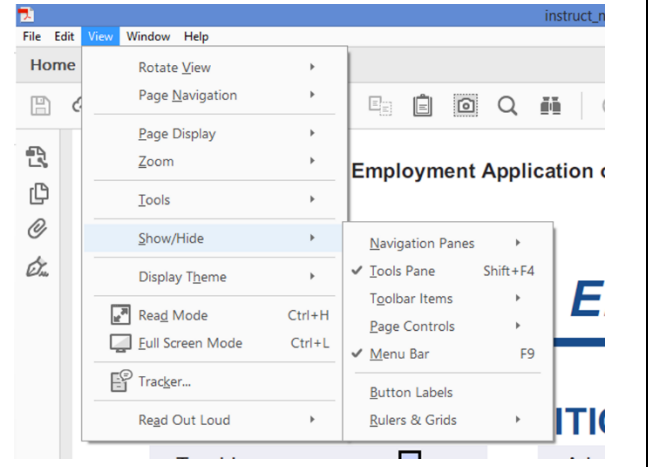 instruct_
File Edit View Window Help
Home
Rotate View
Page Navigation
Page Display
Zoom
Employment Application
Tools
Show/Hide
Navigation Panes
Display Theme
Tools Pane Shift+F4
Toolbar Items
Read Mode Ctrl+H
Page Controls
Full Screen Mode Ctrl+L
Menu Bar F9
Tracker...
Button Labels
Read Out Loud
Rulers & Grids